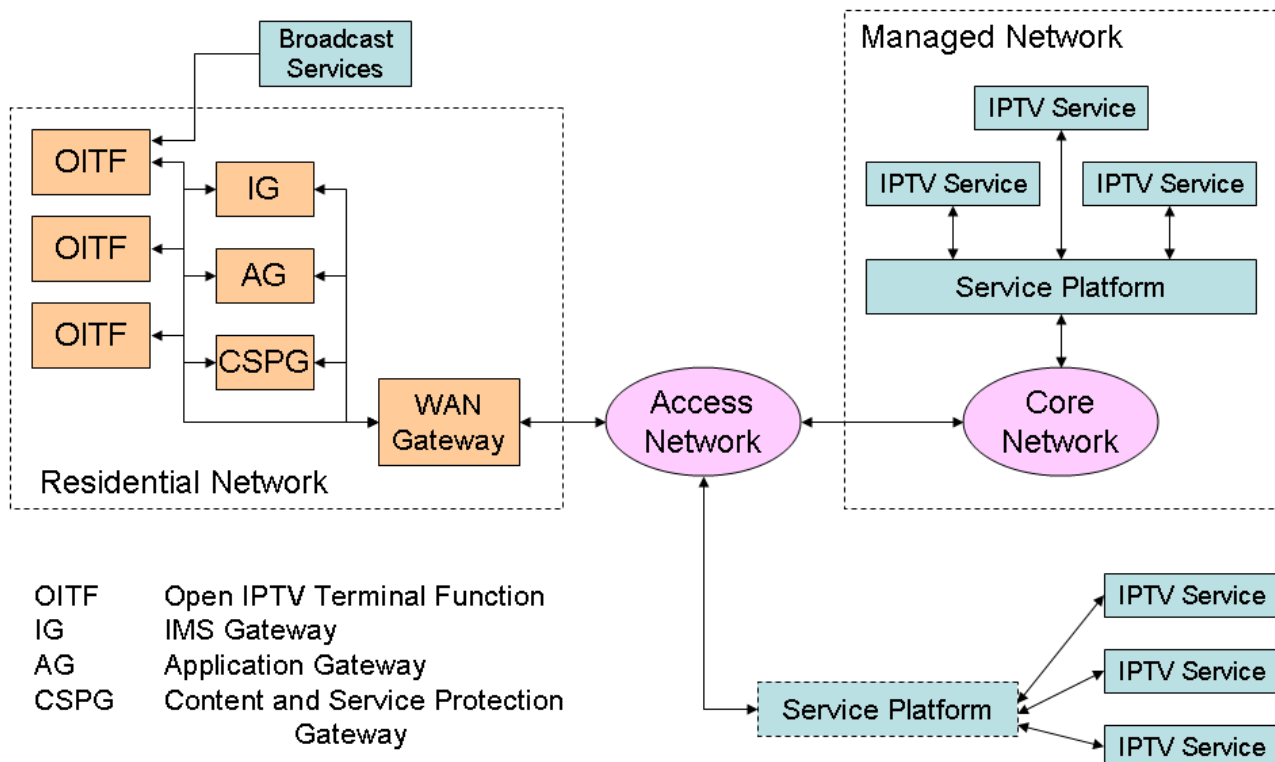 Broadcast
Services
Managed Network
IPTV Service
IPTV Service
IPTV Service
Service Platform
Core
Network
OITF
OITF
OITF
IG
AG
CSPG
WAN
Gateway
Residential Network
Access
Network
OITF Open IPTV Terminal Function
IG IMS Gateway
AG Application Gateway
CSPG Content and Service Protection
Gateway
Service Platform
IPTV Service
IPTV Service
IPTV Service